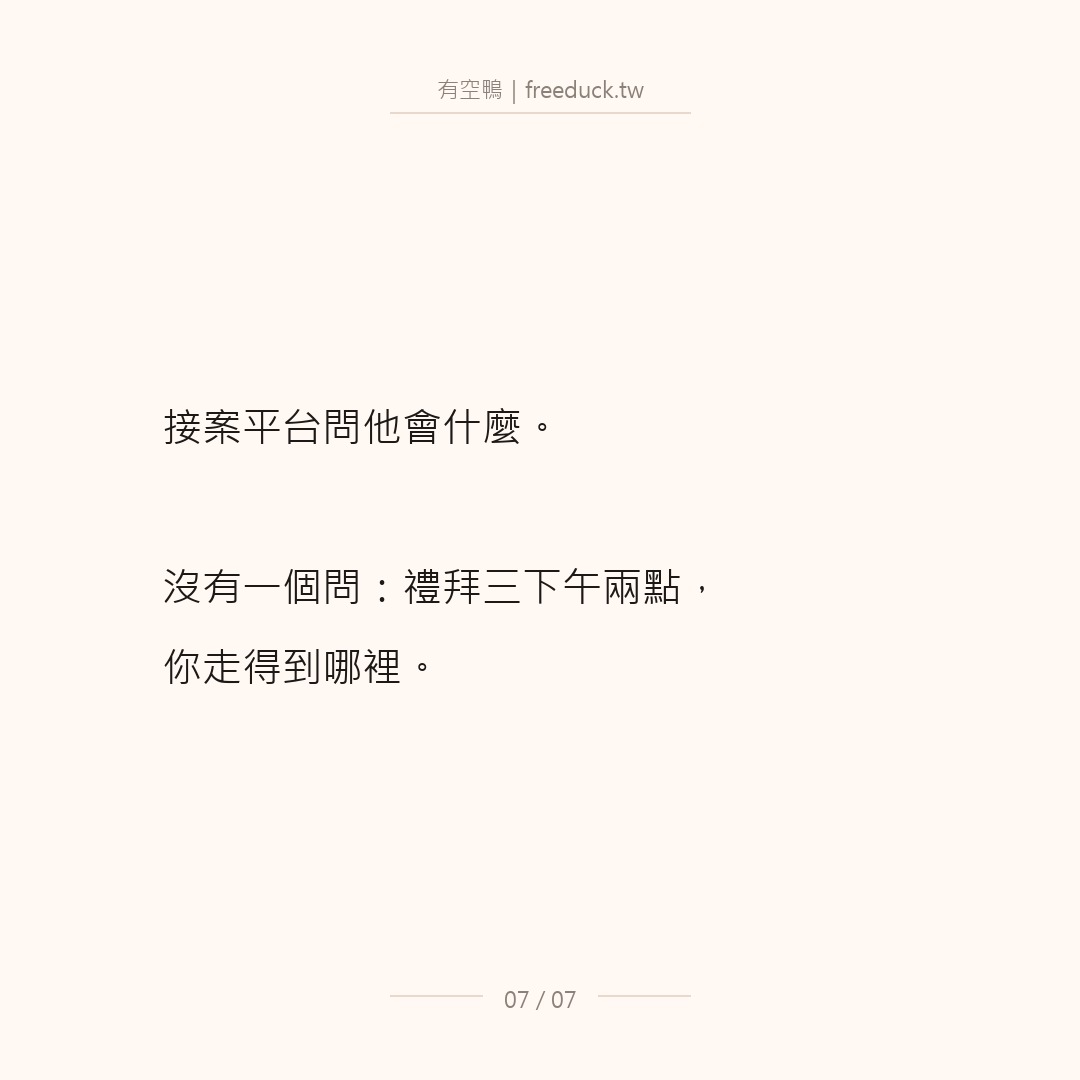 有空鴨｜freeduck.tw
接案平台問他會什麼。
沒有一個問：禮拜三下午兩點，
你走得到哪裡。
07 / 07